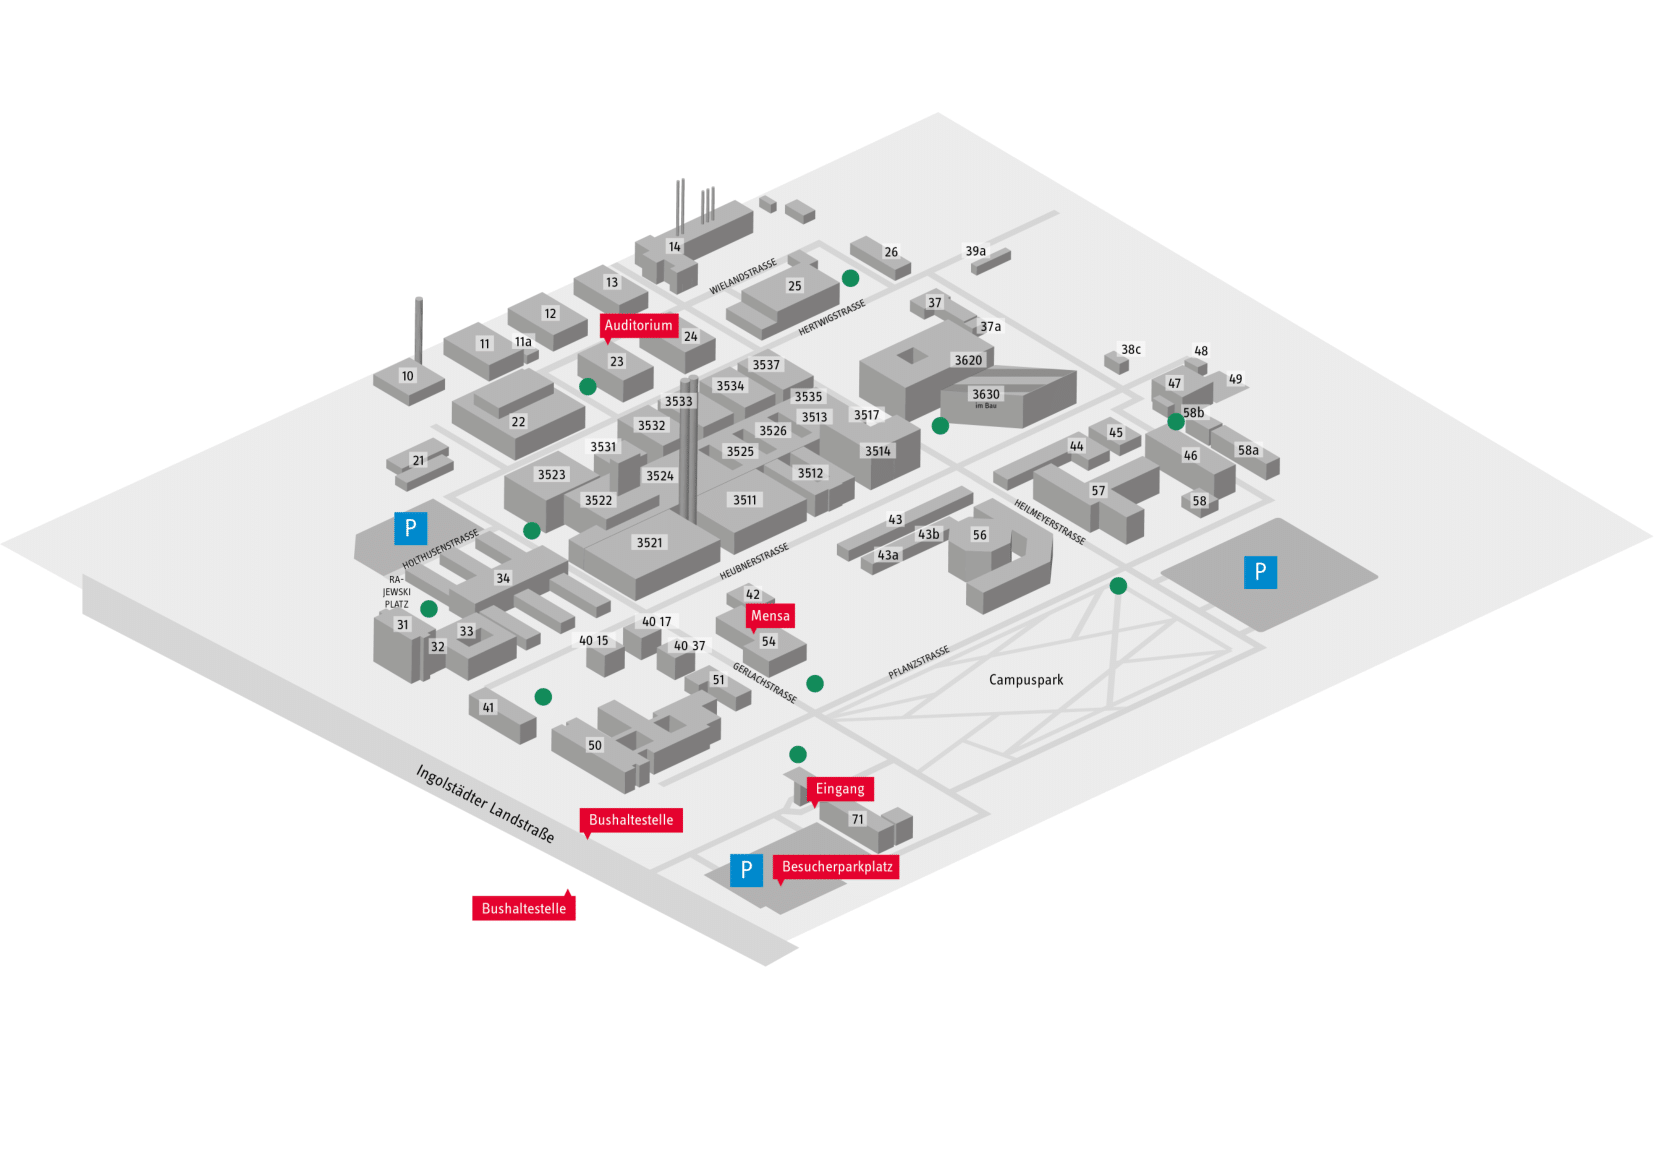 14
26
39a
WIELANDSTRASSE
13
25
37
12
HERTWIGSTRASSE
Auditorium
37a
24
11
11a
38c
48
23
3537
3620
10
49
3534
47
3630
im Bau
3535
3533
3517
58b
3513
22
3532
3526
45
44
3531
3525
3514
58a
46
21
3523
3524
3512
57
3522
3511
58
HEILMEYERSTRASSE
43
P
43b
56
HOLTHUSENSTRASSE
3521
43a
HEUBNERSTRASSE
P
RA-
JEWSKI
PLATZ
34
42
Mensa
31
40 17
33
40 15
54
32
40 37
PFLANZSTRASSE
51
GERLACHSTRASSE
Campuspark
41
50
Ingolstädter Landstraße
Eingang
Bushaltestelle
71
P
Besucherparkplatz
Bushaltestelle